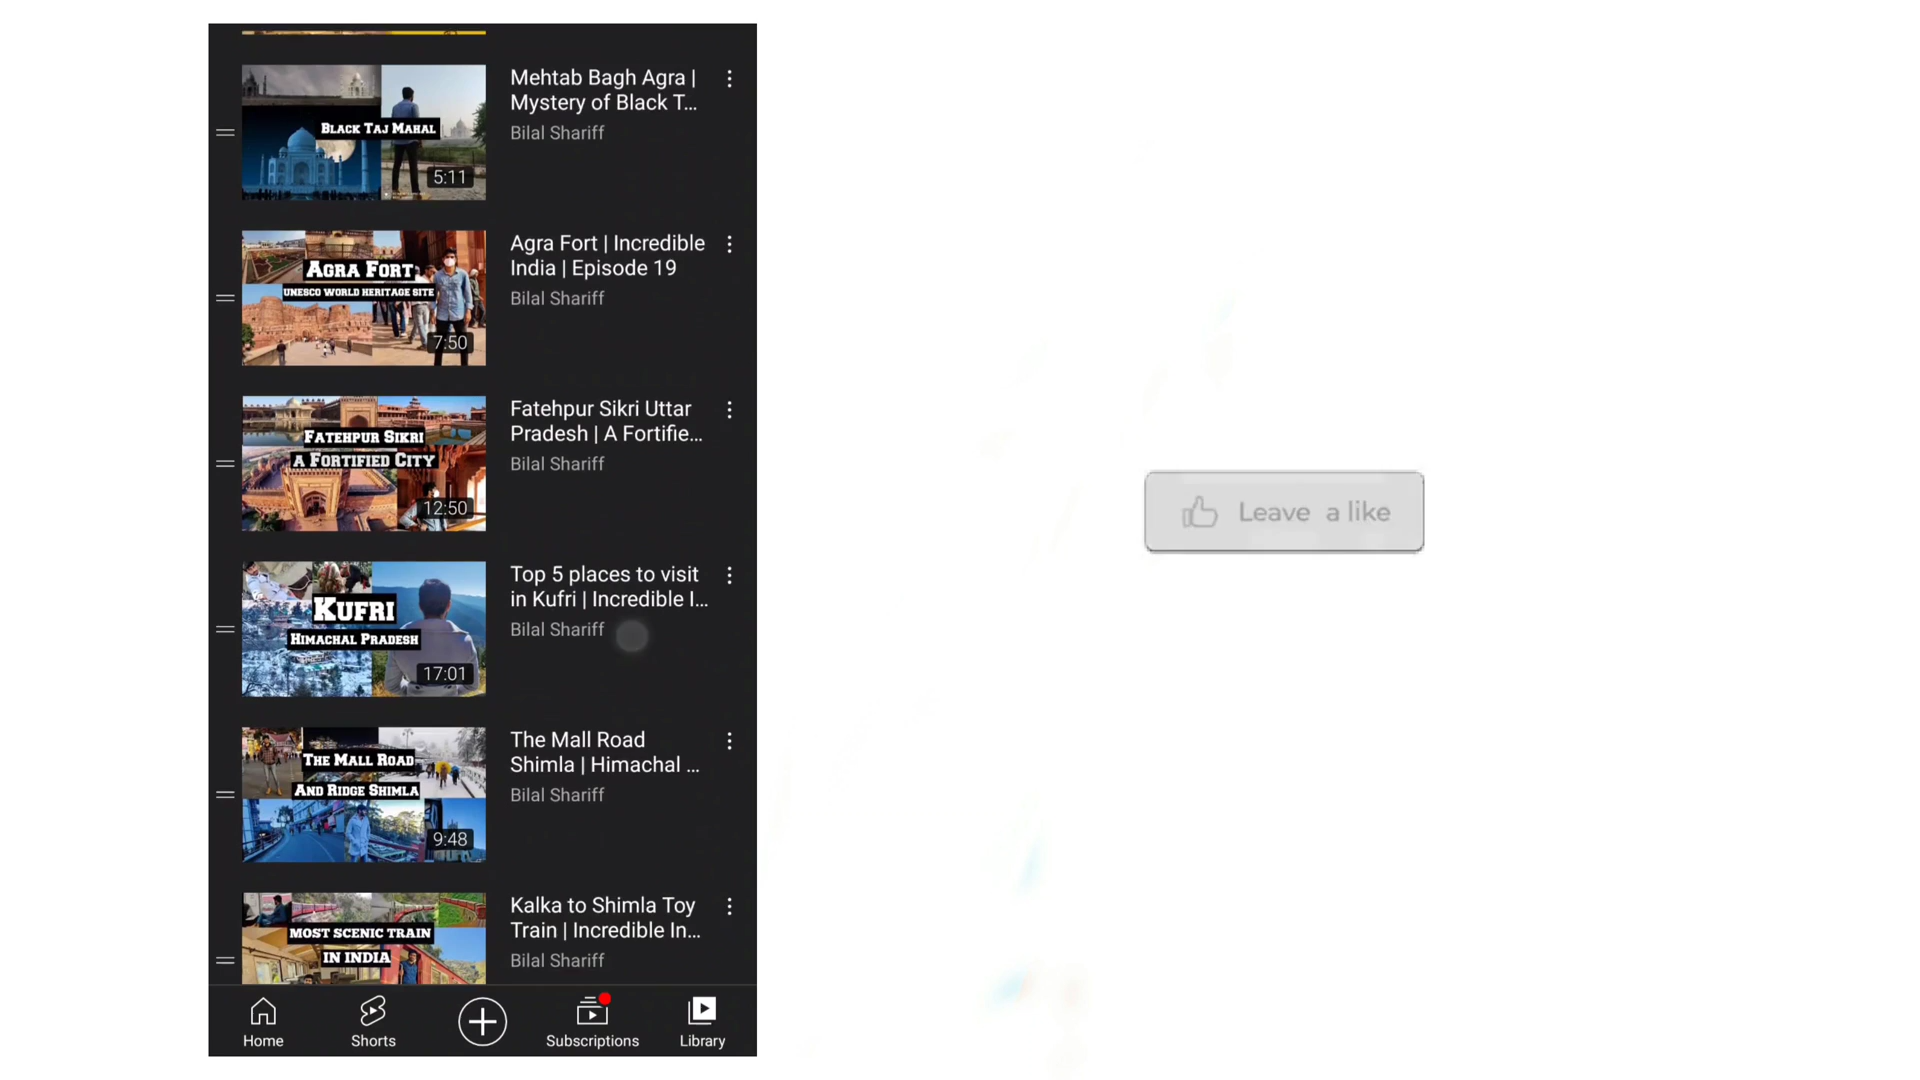 BLACK TAJ MAHAL
5:11
Mehtab Bagh Agra |
Mystery of Black T...
Bilal Shariff
AGRA FORT
UNESCO WORLD HERITAGE SITE
7:50
Agra Fort | Incredible
India | Episode 19
Bilal Shariff
FATEHPUR SIKRI
A FORTIFIED CITY
12:50
Fatehpur Sikri Uttar
Pradesh | A Fortifie...
Bilal Shariff
KUFRI
HIMACHAL PRADESH
17:01
Top 5 places to visit
in Kufri | Incredible I...
Bilal Shariff
THE MALL ROAD
AND RIDGE SHIMLA
9:48
The Mall Road
Shimla | Himachal ...
Bilal Shariff
MOST SCENIC TRAIN
IN INDIA
Kalka to Shimla Toy
Train | Incredible In...
Bilal Shariff
Home
Shorts
Subscriptions
Library
Leave a like